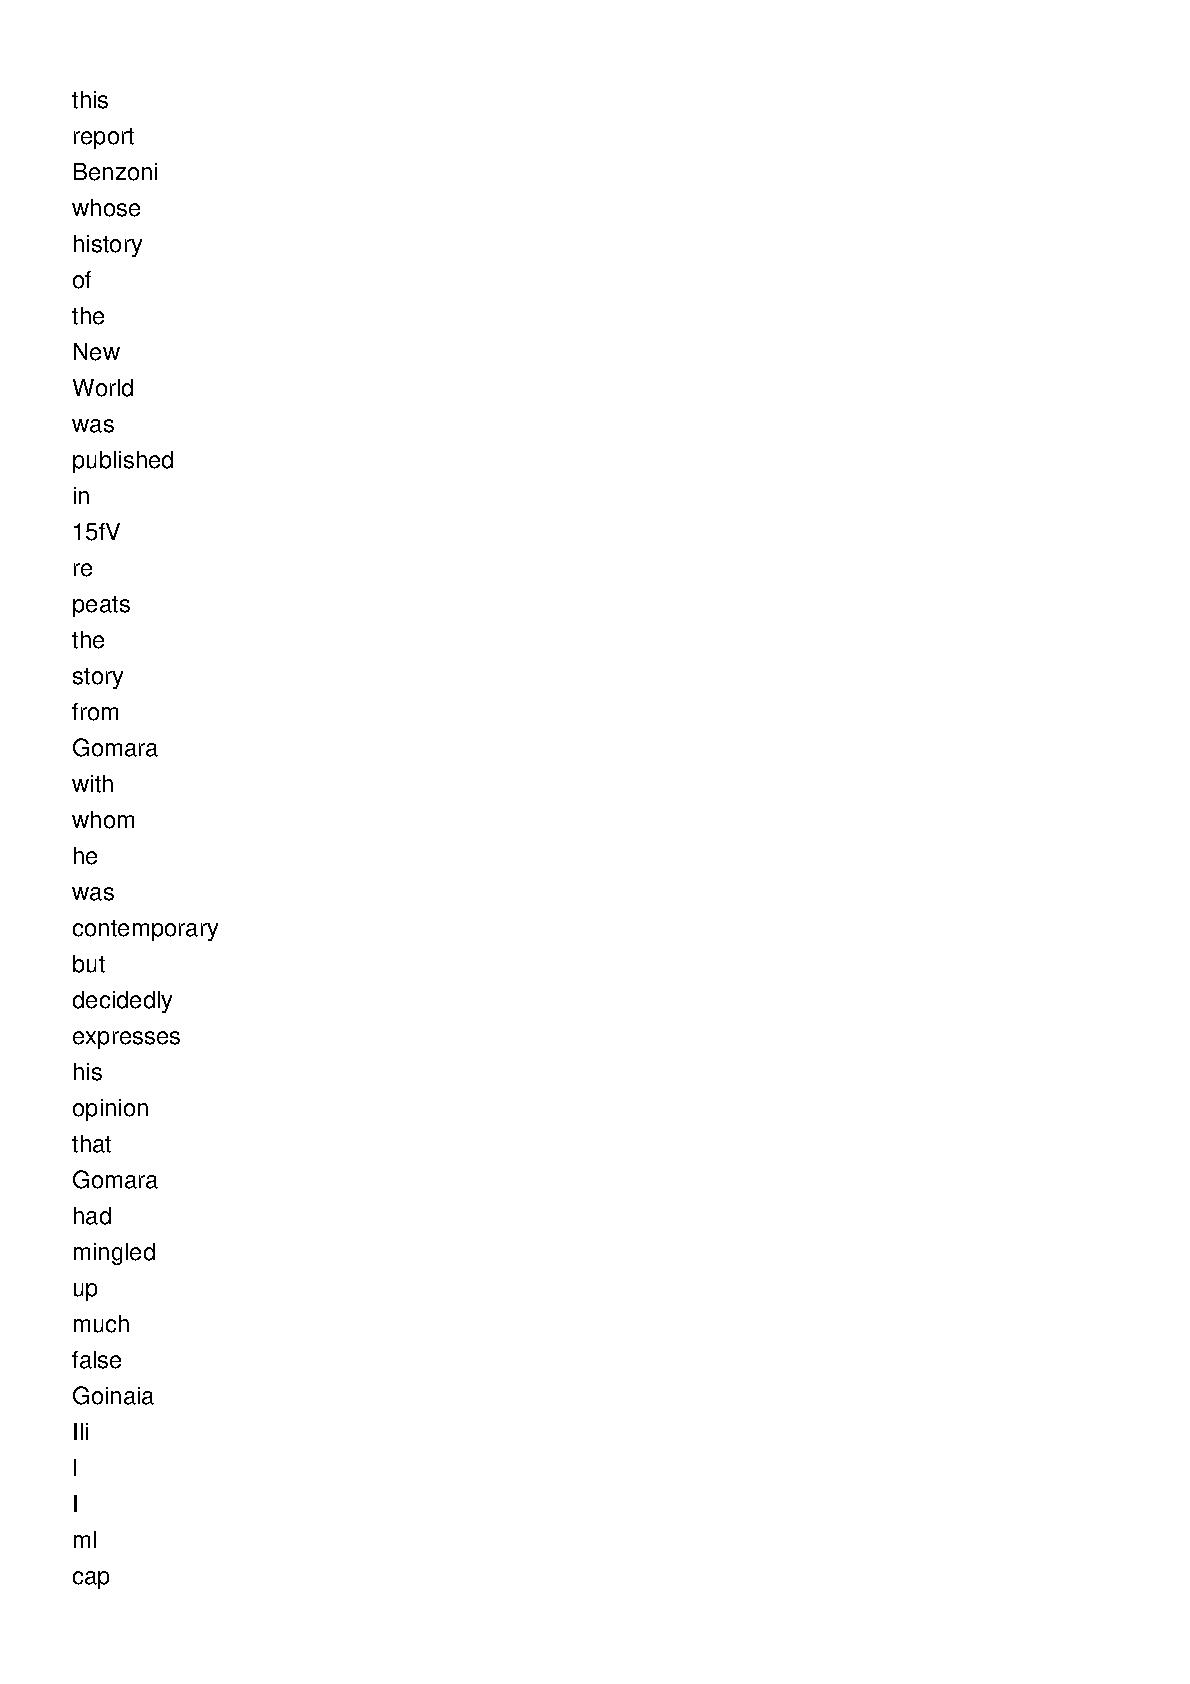 this
report
Benzoni
whose
history
of
the
New
World
was
published
in
15fV
re
peats
the
story
from
Gomara
with
whom
he
was
contemporary
but
decidedly
expresses
his
opinion
that
Gomara
had
mingled
up
much
false
Goinaia
Ili
l
I
ml
cap